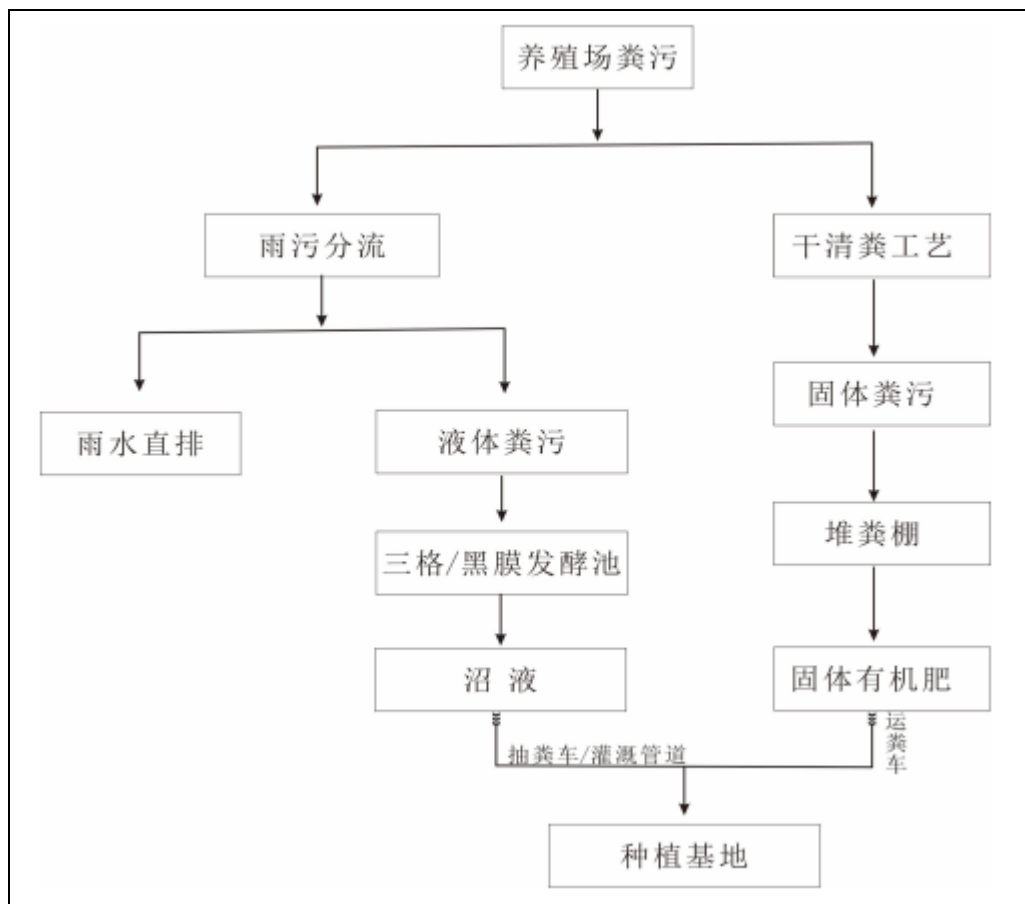 养殖场粪污
雨污分流
干清粪工艺
固体粪污
雨水直排
液体粪污
堆粪棚
三格/黑膜发酵池
沼 液
固体有机肥
抽粪车/灌溉管道
运粪车
种植基地